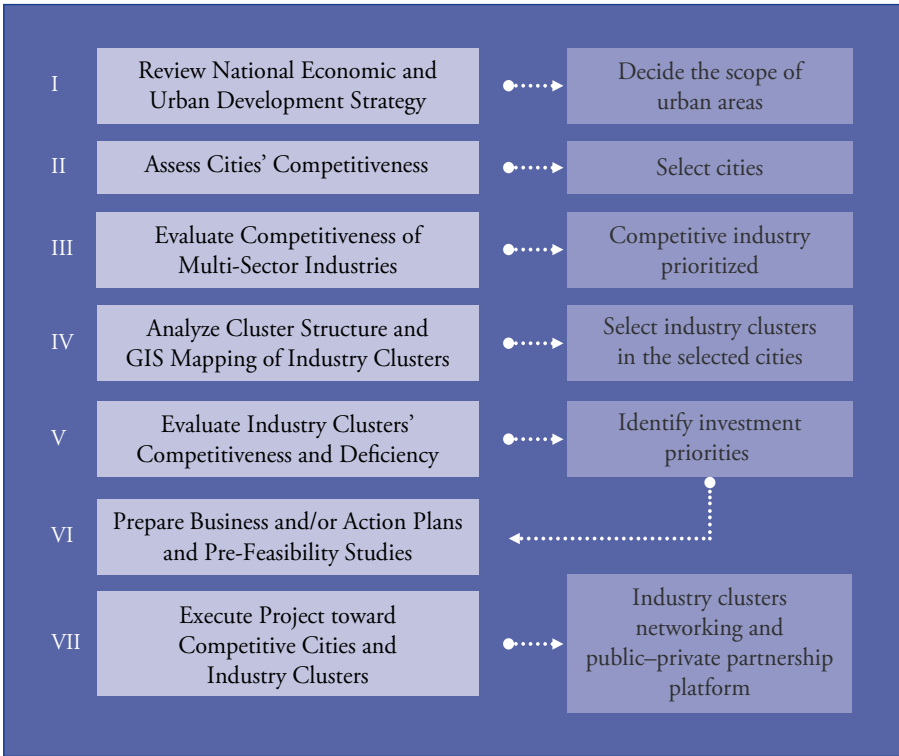 I
Review National Economic and
Urban Development Strategy
Decide the scope of
urban areas
II
Assess Cities’ Competitiveness
Select cities
III
Evaluate Competitiveness of
Multi-Sector Industries
Competitive industry
prioritized
IV
Analyze Cluster Structure and
GIS Mapping of Industry Clusters
Select industry clusters
in the selected cities
V
Evaluate Industry Clusters’
Competitiveness and Deficiency
Identify investment
priorities
VI
Prepare Business and/or Action Plans
and Pre-Feasibility Studies
VII
Execute Project toward
Competitive Cities and
Industry Clusters
Industry clusters
networking and
public–private partnership
platform